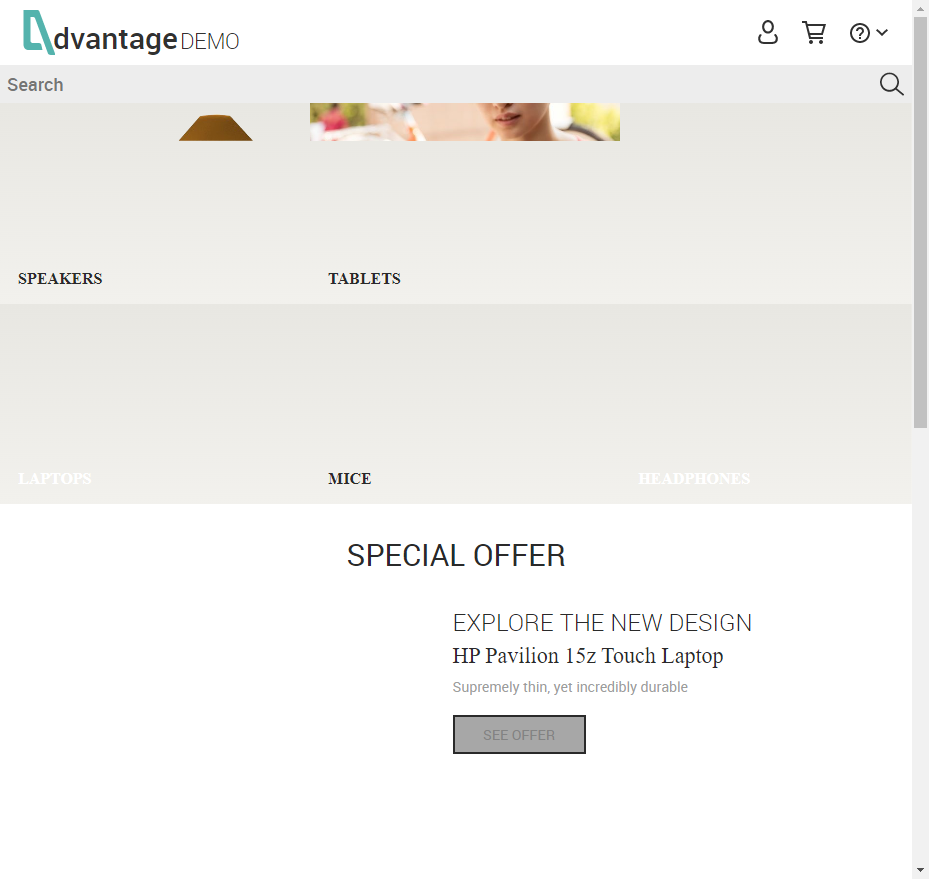 dvantage DEMO
Search
SPEAKERS
TABLETS
LAPTOPS
MICE
HEADPHONES
SPECIAL OFFER
EXPLORE THE NEW DESIGN
HP Pavilion 15z Touch Laptop
Supremely thin, yet incredibly durable
SEE OFFER